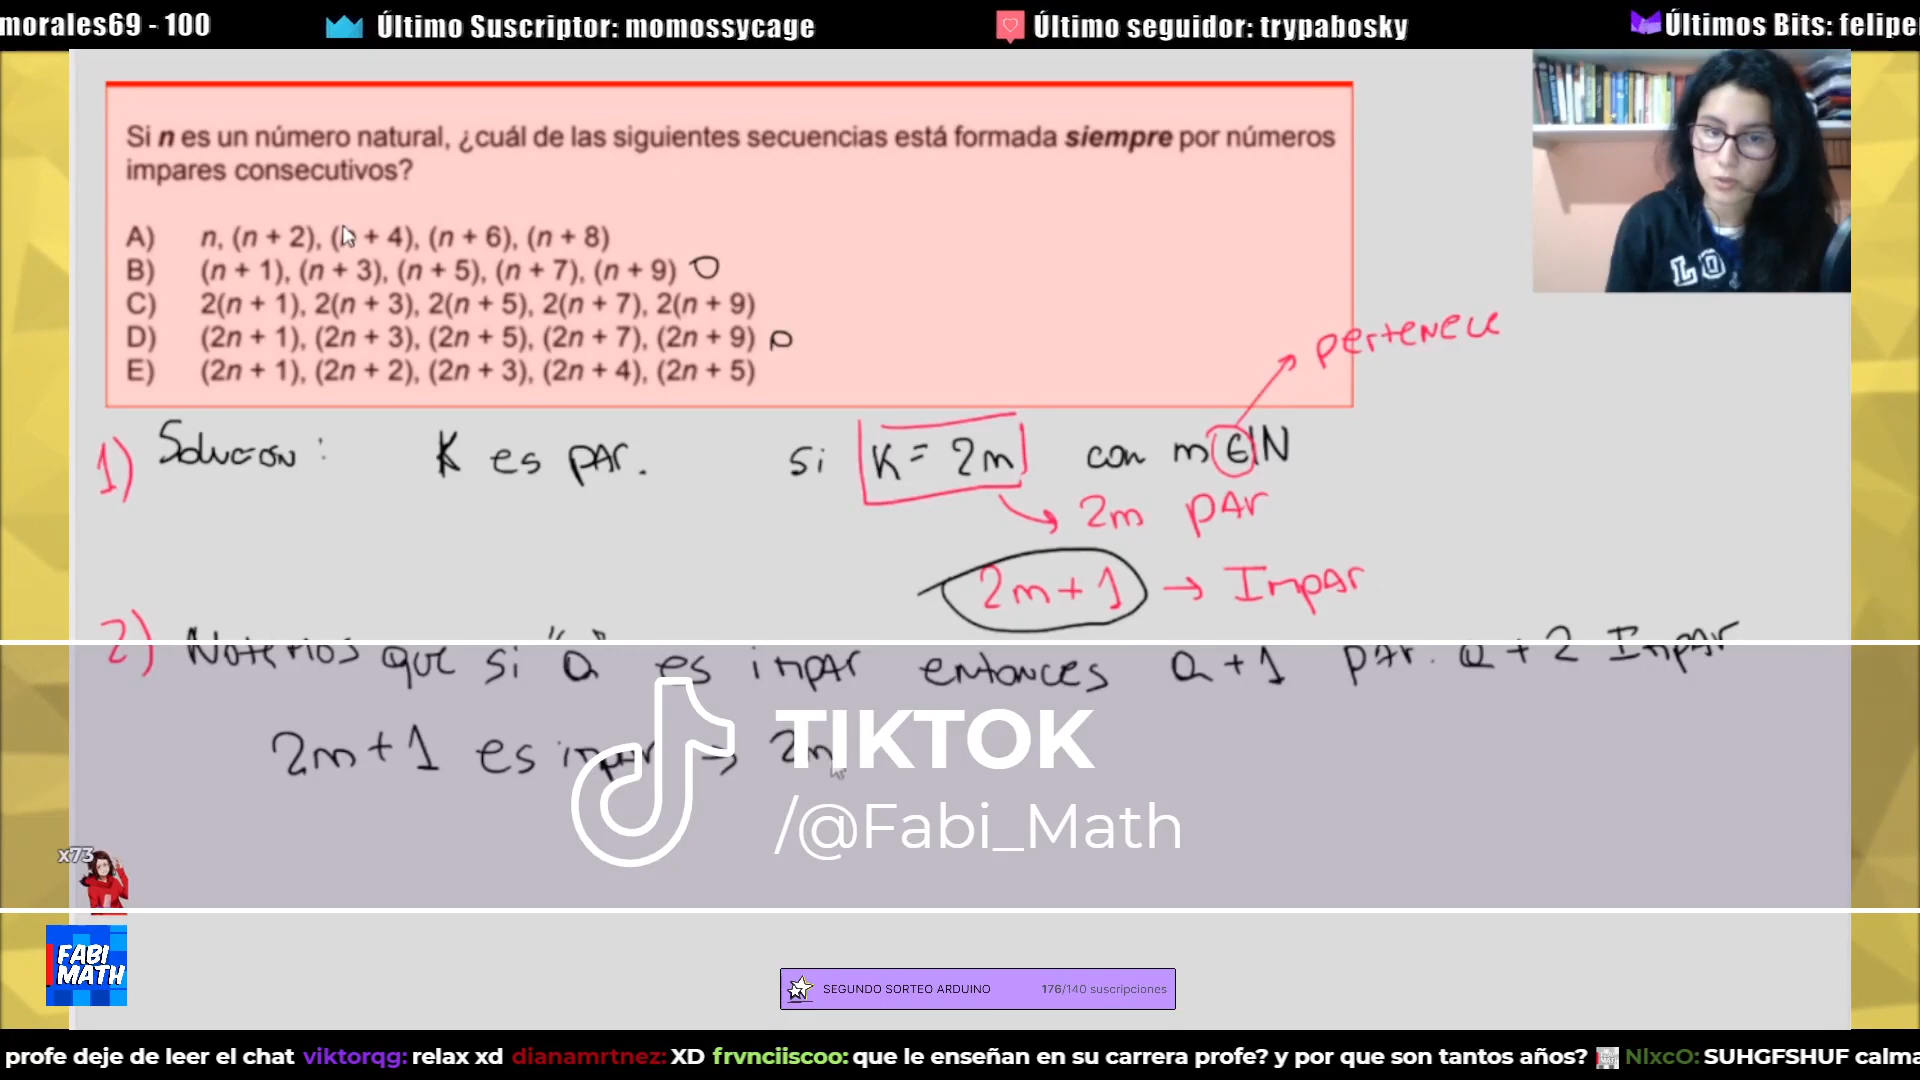 morales69 - 100 Último Suscriptor: momossycage Último seguidor: trypabosky Últimos Bits: felipe
Si n es un número natural, ¿cuál de las siguientes secuencias está formada siempre por números
impares consecutivos?
A) n, (n + 2), (n + 4), (n + 6), (n + 8)
B) (n + 1), (n + 3), (n + 5), (n + 7), (n + 9)
C) 2(n + 1), 2(n + 3), 2(n + 5), 2(n + 7), 2(n + 9)
D) (2n + 1), (2n + 3), (2n + 5), (2n + 7), (2n + 9)
E) (2n + 1), (2n + 2), (2n + 3), (2n + 4), (2n + 5)
LO
pertenece
1) Solución: K es par. si K = 2m con m ∈ ℕ
2m par
2m + 1 → Impar
2) Notemos que si "a" es impar entonces a + 1 par. a + 2 Impar
2m + 1 es impar → 2m
TIKTOK
/@Fabi_Math
x73
FABI
MATH
SEGUNDO SORTEO ARDUINO 176/140 suscripciones
profe deje de leer el chat viktorqg: relax xd dianamrtnez: XD frvnciiscoo: que le enseñan en su carrera profe? y por que son tantos años? NlxcO: SUHGFSHUF calma